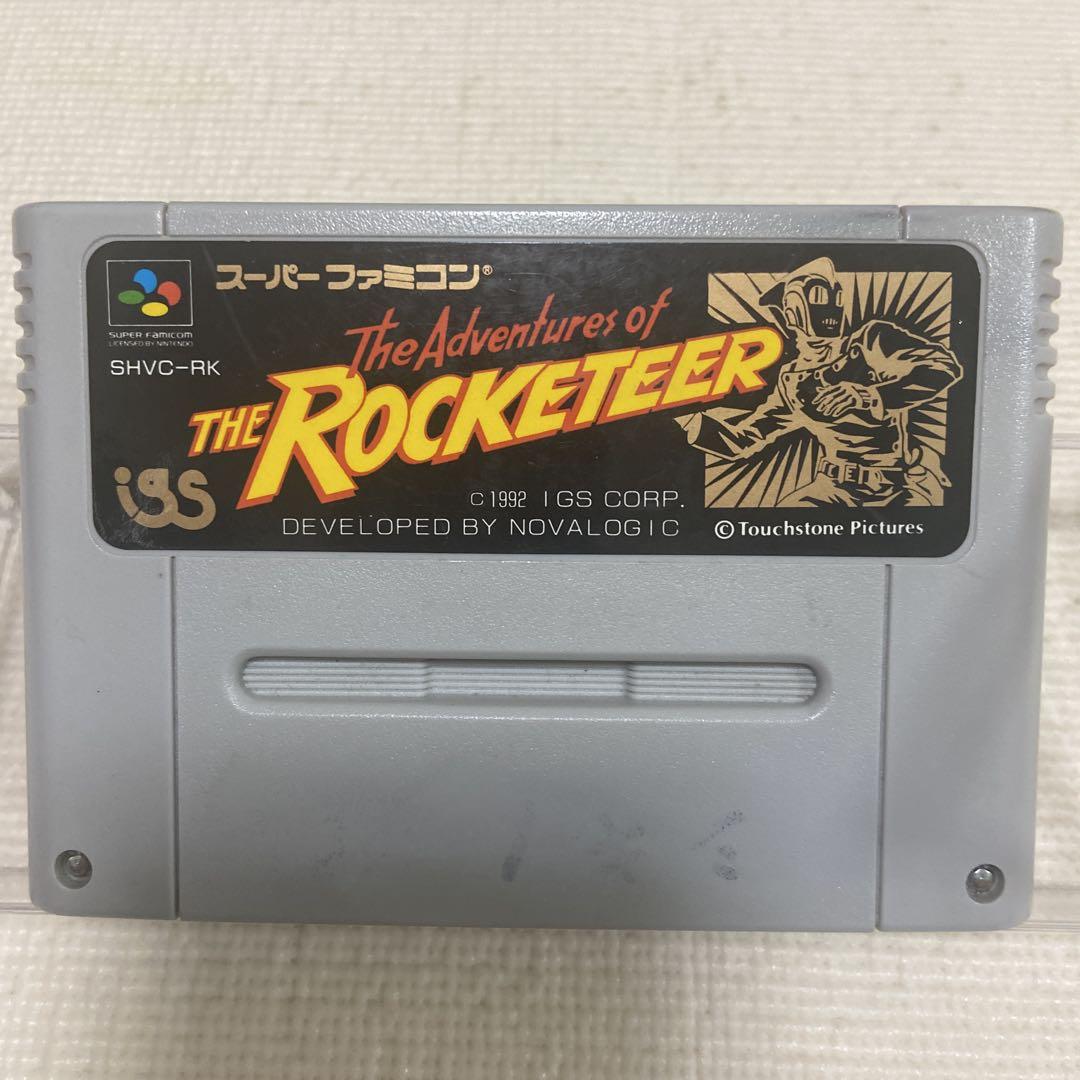 スーパーファミコン®
SUPER FAMICOM
LICENSED BY NINTENDO
SHVC-RK
The Adventures of
THE ROCKETEER
igs
© 1992 IGS CORP.
DEVELOPED BY NOVALOGIC
© Touchstone Pictures